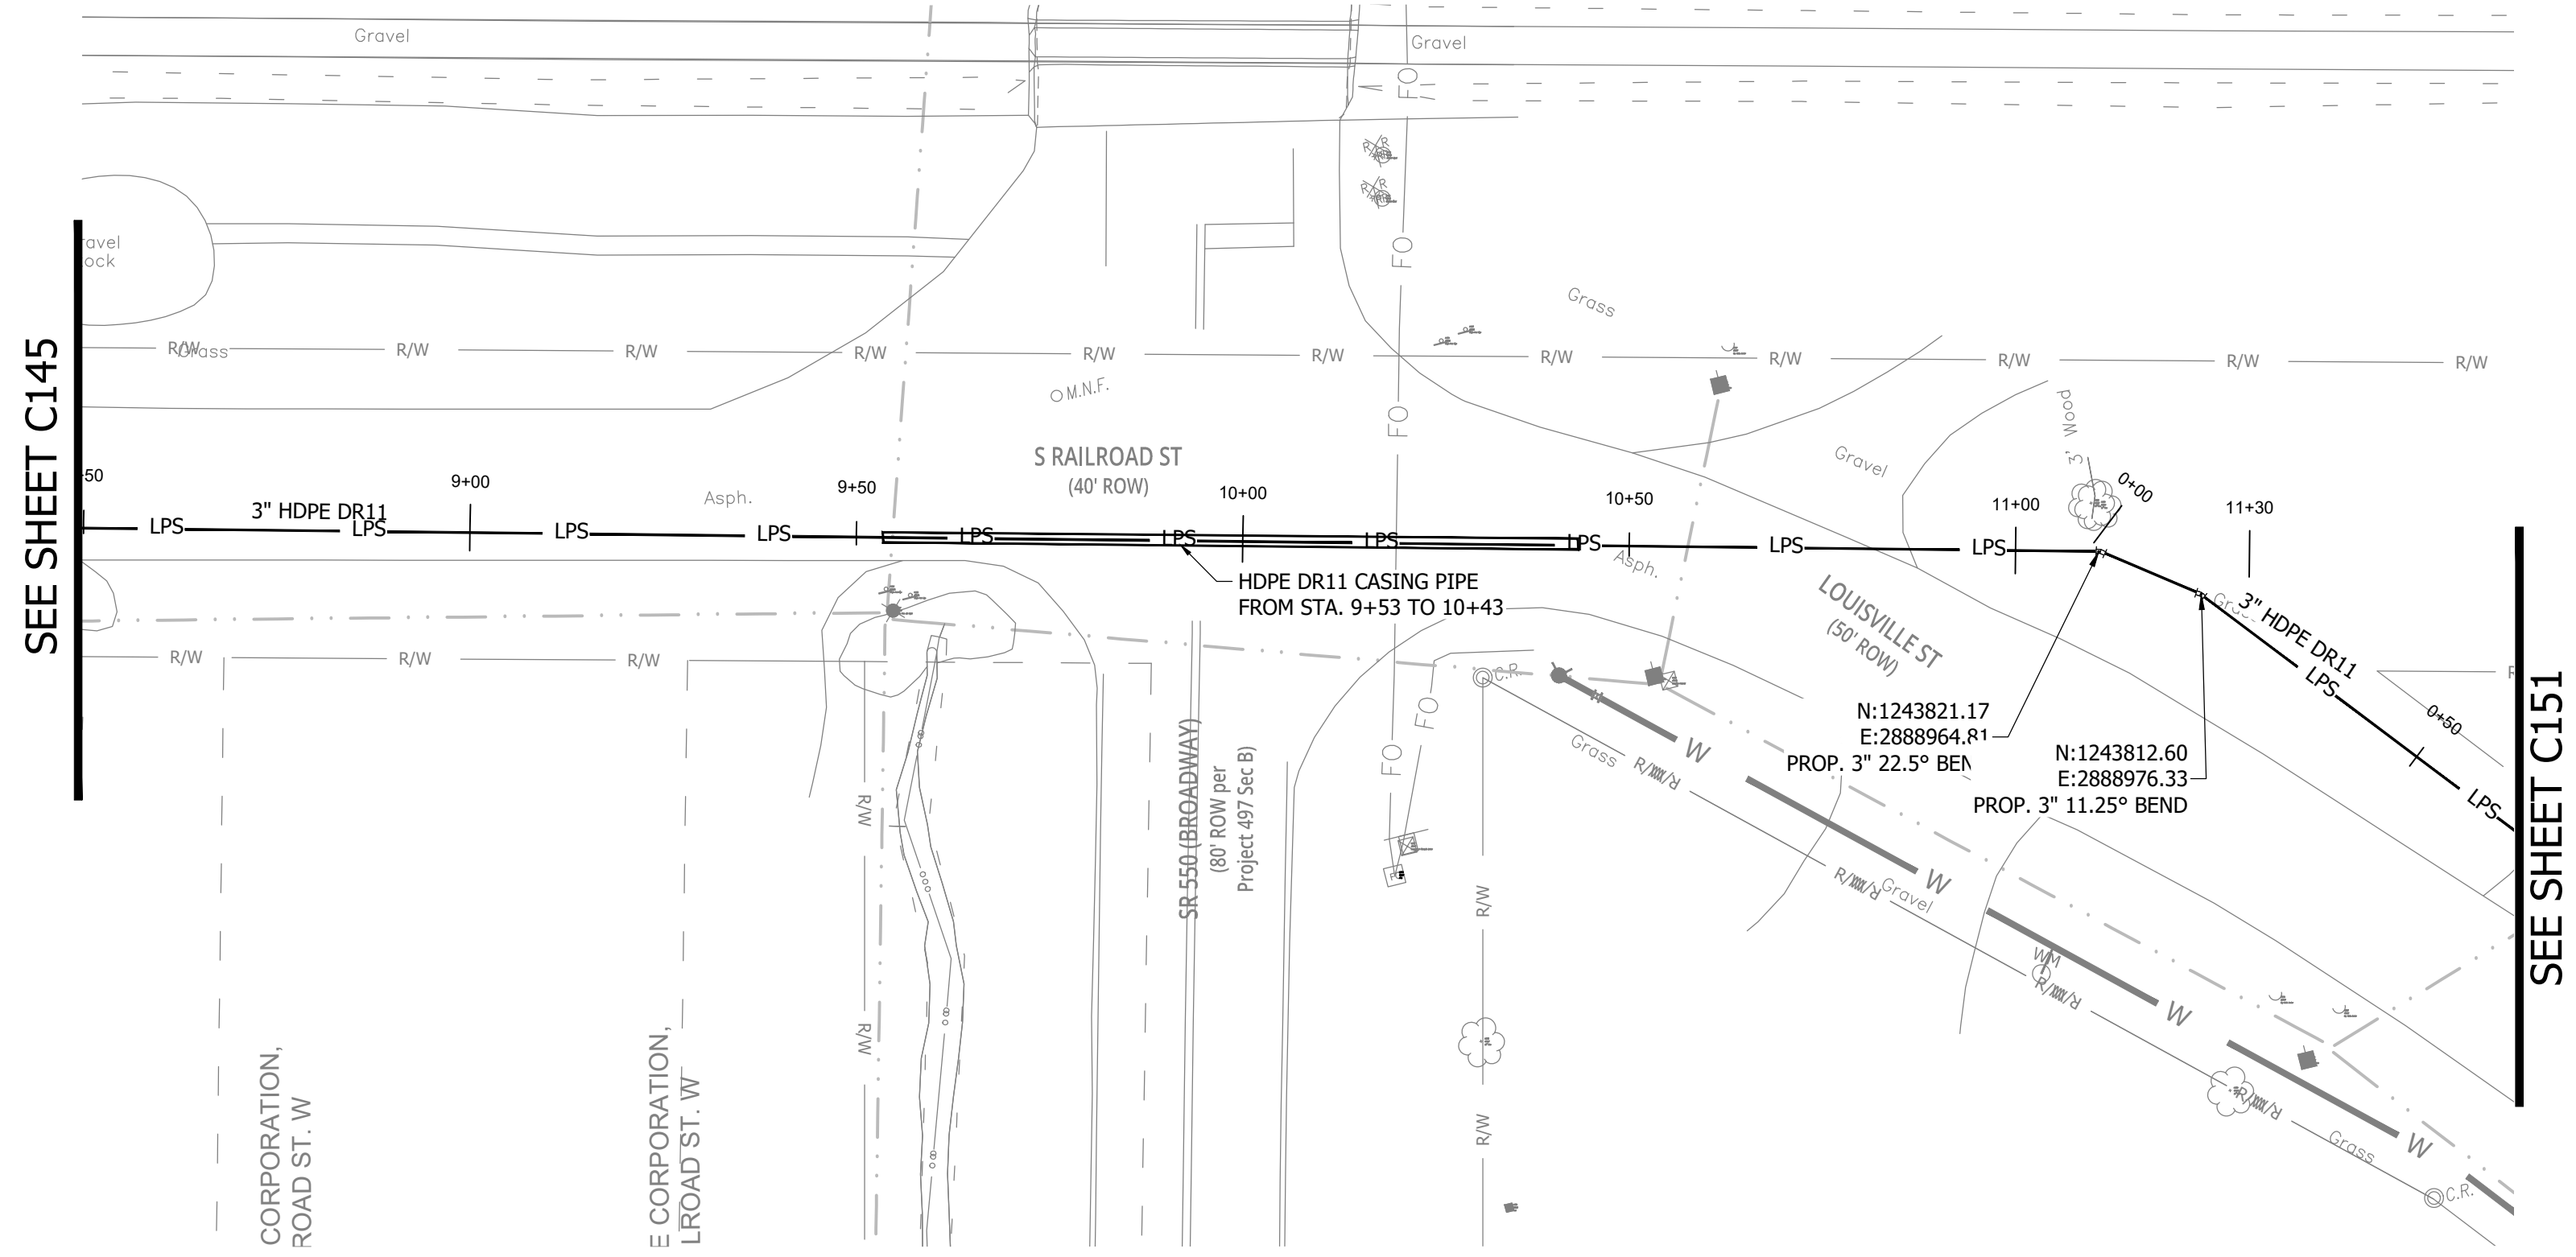 Gravel
Gravel
FO
FO
FO
FO
FO
SEE SHEET C145
ravel
ock
Grass
R/W
R/W
R/W
R/W
R/W
R/W
R/W
R/W
R/W
R/W
R/W
Grass
M.N.F.
S RAILROAD ST
(40' ROW)
Gravel
3' Wood
-50
9+00
9+50
10+00
10+50
11+00
0+00
11+30
Asph.
3" HDPE DR11
LPS
LPS
LPS
LPS
LPS
LPS
LPS
LPS
LPS
LPS
Asph.
HDPE DR11 CASING PIPE
FROM STA. 9+53 TO 10+43
LOUISVILLE ST
(50' ROW)
Grass
3" HDPE DR11
LPS
0+50
LPS
SEE SHEET C151
R/W
R/W
R/W
C.R.
N:1243821.17
E:2888964.81
PROP. 3" 22.5° BEN
N:1243812.60
E:2888976.33
PROP. 3" 11.25° BEND
SR 550 (BROADWAY)
(80' ROW per
Project 497 Sec B)
R/W
R/W
R/W
R/W
Grass
W
W
W
W
Gravel
WM
Grass
C.R.
CORPORATION,
ROAD ST. W
E CORPORATION,
LROAD ST. W